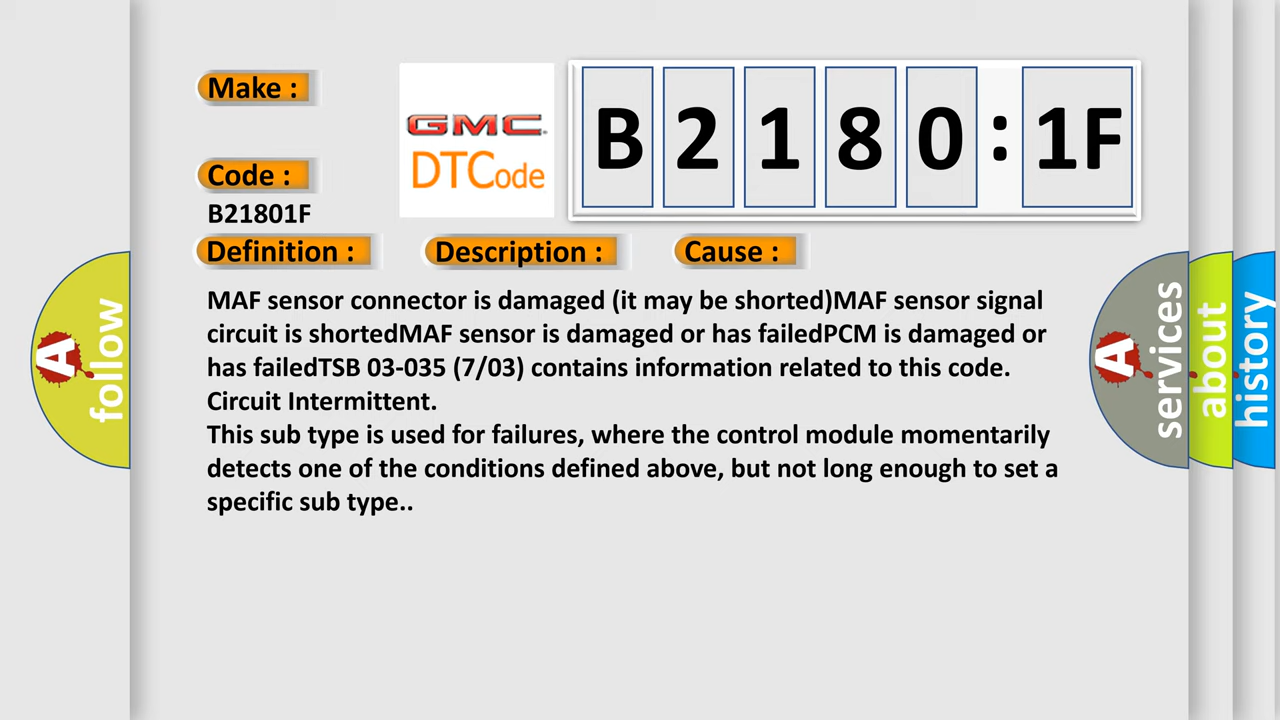 Make :
GMC
DTCode
B2180:1F
Code :
B21801F
Definition :
Description :
Cause :
MAF sensor connector is damaged (it may be shorted)MAF sensor signal
circuit is shortedMAF sensor is damaged or has failedPCM is damaged or
has failedTSB 03-035 (7/03) contains information related to this code.
Circuit Intermittent.
This sub type is used for failures, where the control module momentarily
detects one of the conditions defined above, but not long enough to set a
specific sub type..
A
follow
A
services
about
history